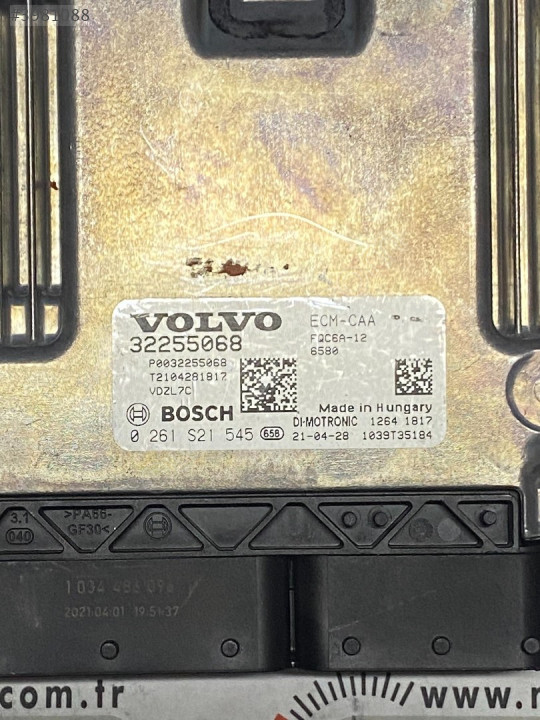 VOLVO
32255068
P0032255068
T2104281817
VDZL7C
ECM-CAA
FQC6A-12
6580
BOSCH
0 261 S21 545 658
Made in Hungary
DI-MOTRONIC 1264 1817
21-04-28 1039T35184
3.1
040
>PA66-
GF30<
2021.04.01
.com.tr
www.m